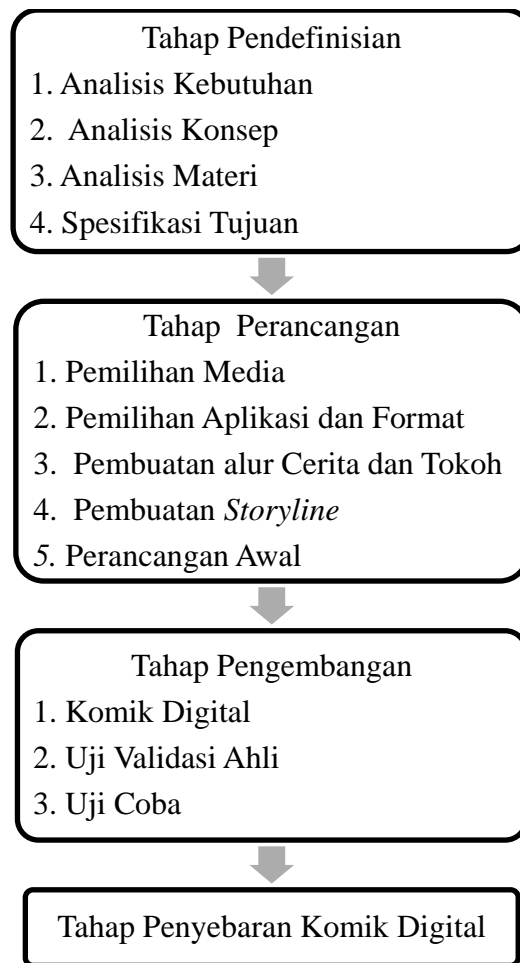 Tahap Pendefinisian
1. Analisis Kebutuhan
2. Analisis Konsep
3. Analisis Materi
4. Spesifikasi Tujuan
Tahap Perancangan
1. Pemilihan Media
2. Pemilihan Aplikasi dan Format
3. Pembuatan alur Cerita dan Tokoh
4. Pembuatan Storyline
5. Perancangan Awal
Tahap Pengembangan
1. Komik Digital
2. Uji Validasi Ahli
3. Uji Coba
Tahap Penyebaran Komik Digital